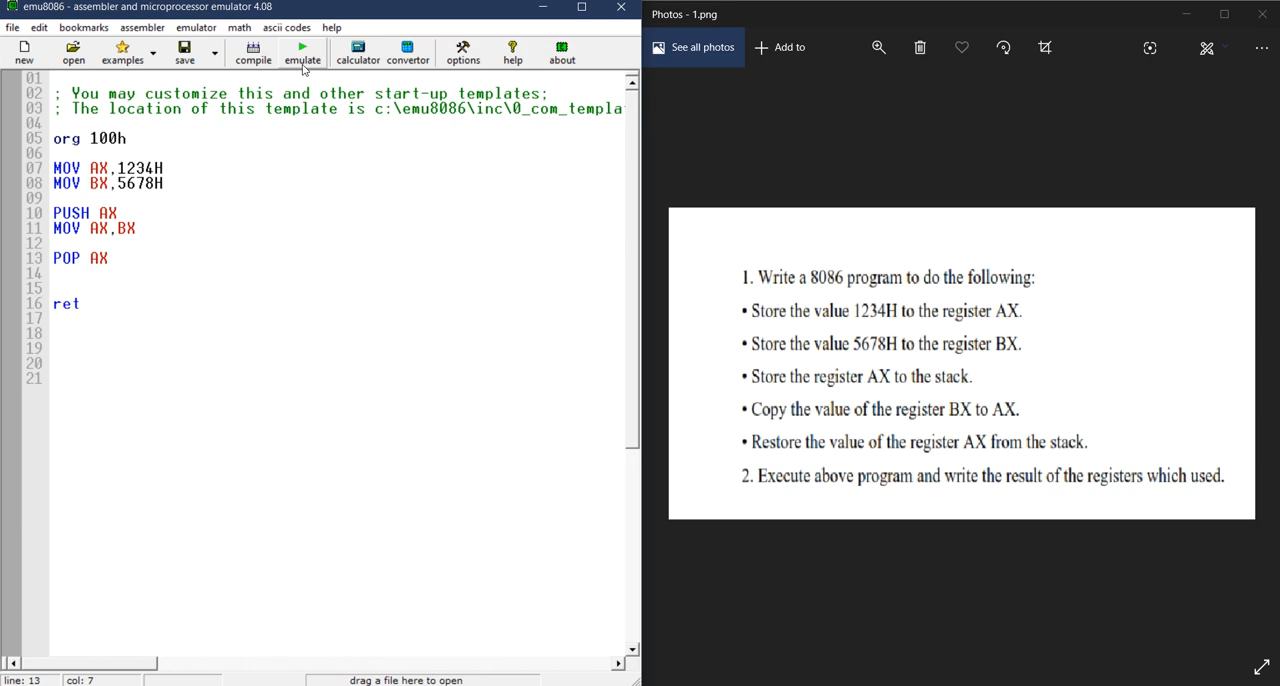 emu8086 - assembler and microprocessor emulator 4.08
file edit bookmarks assembler emulator math ascii codes help
new open examples save compile emulate calculator convertor options help about
01
02 ; You may customize this and other start-up templates;
03 ; The location of this template is c:\emu8086\inc\0_com_templa
04
05 org 100h
06
07 MOV AX,1234H
08 MOV BX,5678H
09
10 PUSH AX
11 MOV AX,BX
12
13 POP AX
14
15
16 ret
17
18
19
20
21
line: 13 col: 7 drag a file here to open
Photos - 1.png
See all photos Add to
1. Write a 8086 program to do the following:
• Store the value 1234H to the register AX.
• Store the value 5678H to the register BX.
• Store the register AX to the stack.
• Copy the value of the register BX to AX.
• Restore the value of the register AX from the stack.
2. Execute above program and write the result of the registers which used.